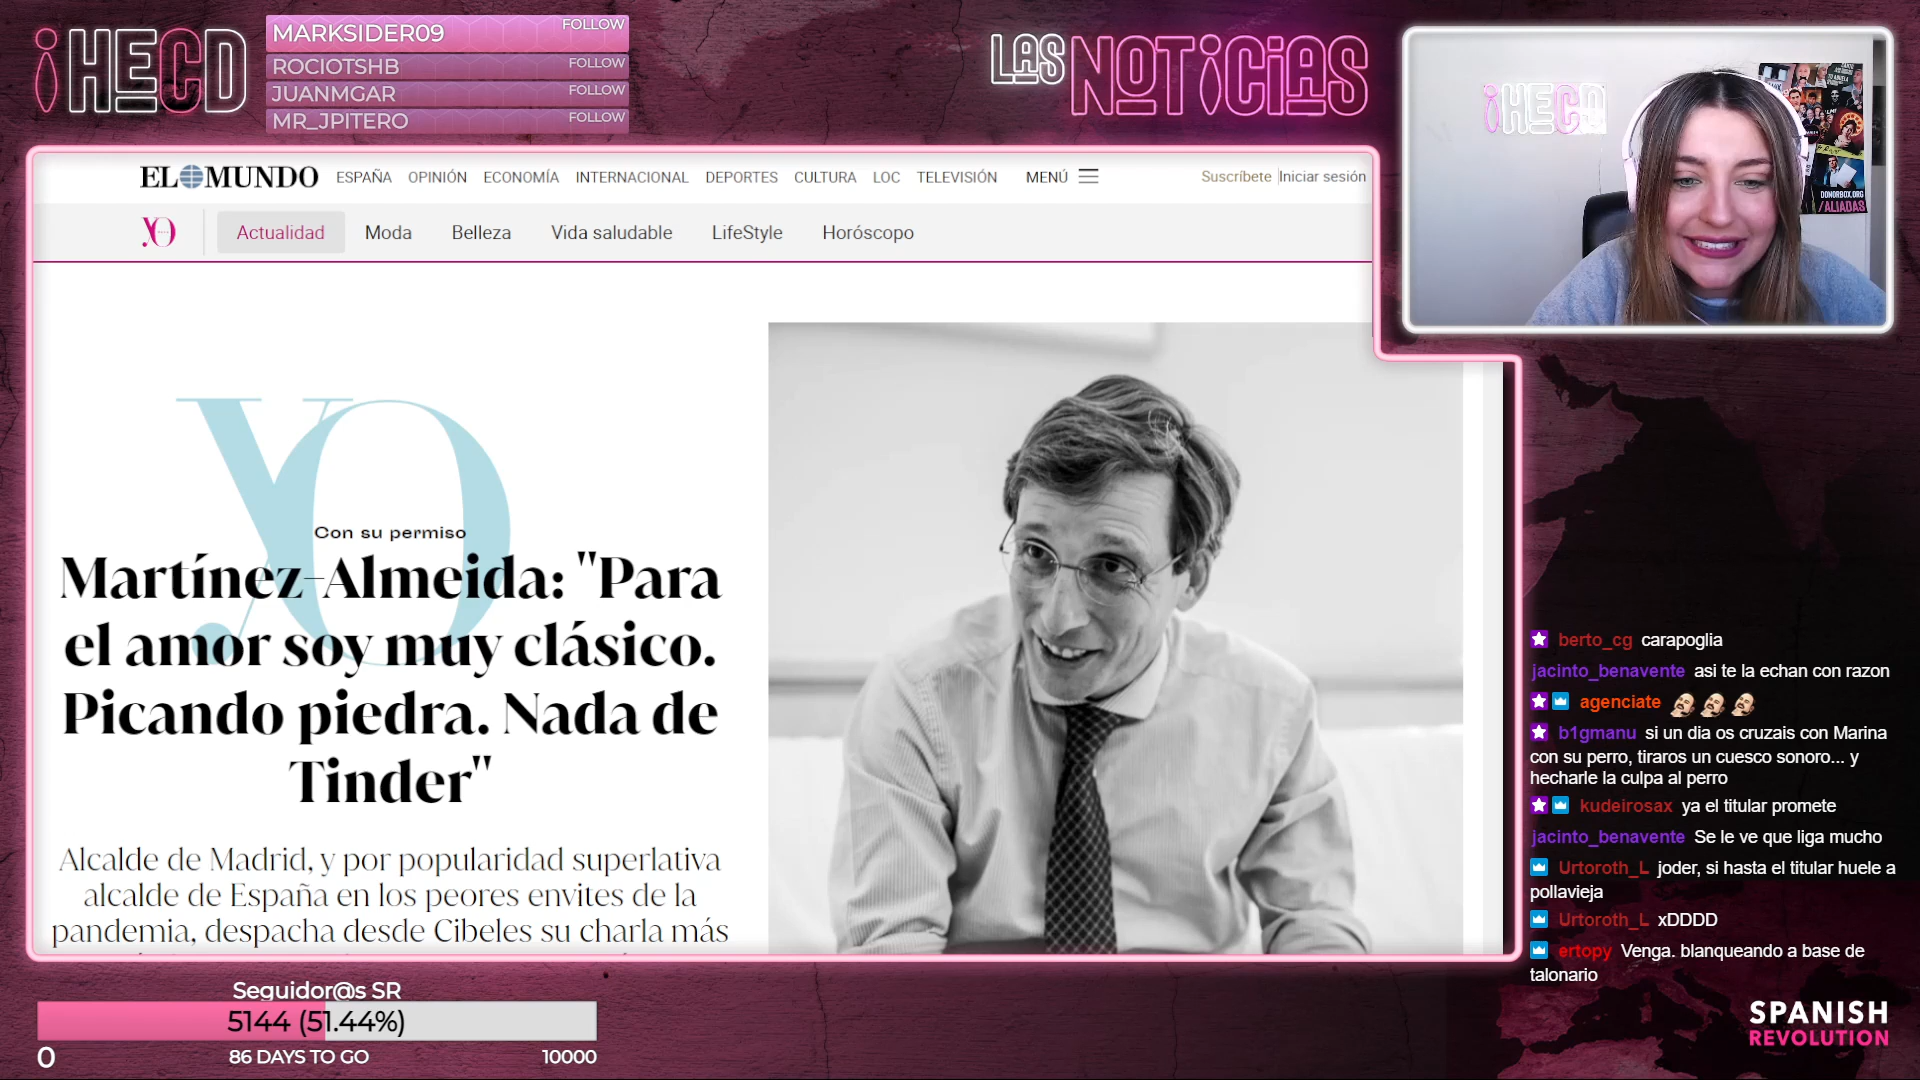 ¡HECD
MARKSIDER09 FOLLOW
ROCIOTSHB FOLLOW
JUANMGAR FOLLOW
MR_JPITERO FOLLOW
LAS NOTICIAS
¡HECD
DONORBOX.ORG
/ALIADAS
EL MUNDO ESPAÑA OPINIÓN ECONOMÍA INTERNACIONAL DEPORTES CULTURA LOC TELEVISIÓN MENÚ Suscríbete Iniciar sesión
YO Actualidad Moda Belleza Vida saludable LifeStyle Horóscopo
YO
Con su permiso
Martínez-Almeida: "Para
el amor soy muy clásico.
Picando piedra. Nada de
Tinder"
Alcalde de Madrid, y por popularidad superlativa
alcalde de España en los peores envites de la
pandemia, despacha desde Cibeles su charla más
berto_cg carapoglia
jacinto_benavente asi te la echan con razon
agenciate
b1gmanu si un dia os cruzais con Marina
con su perro, tiraros un cuesco sonoro... y
hecharle la culpa al perro
kudeirosax ya el titular promete
jacinto_benavente Se le ve que liga mucho
Urtoroth_L joder, si hasta el titular huele a
pollavieja
Urtoroth_L xDDDD
ertopy Venga. blanqueando a base de
talonario
Seguidor@s SR
5144 (51.44%)
0 86 DAYS TO GO 10000
SPANISH
REVOLUTION